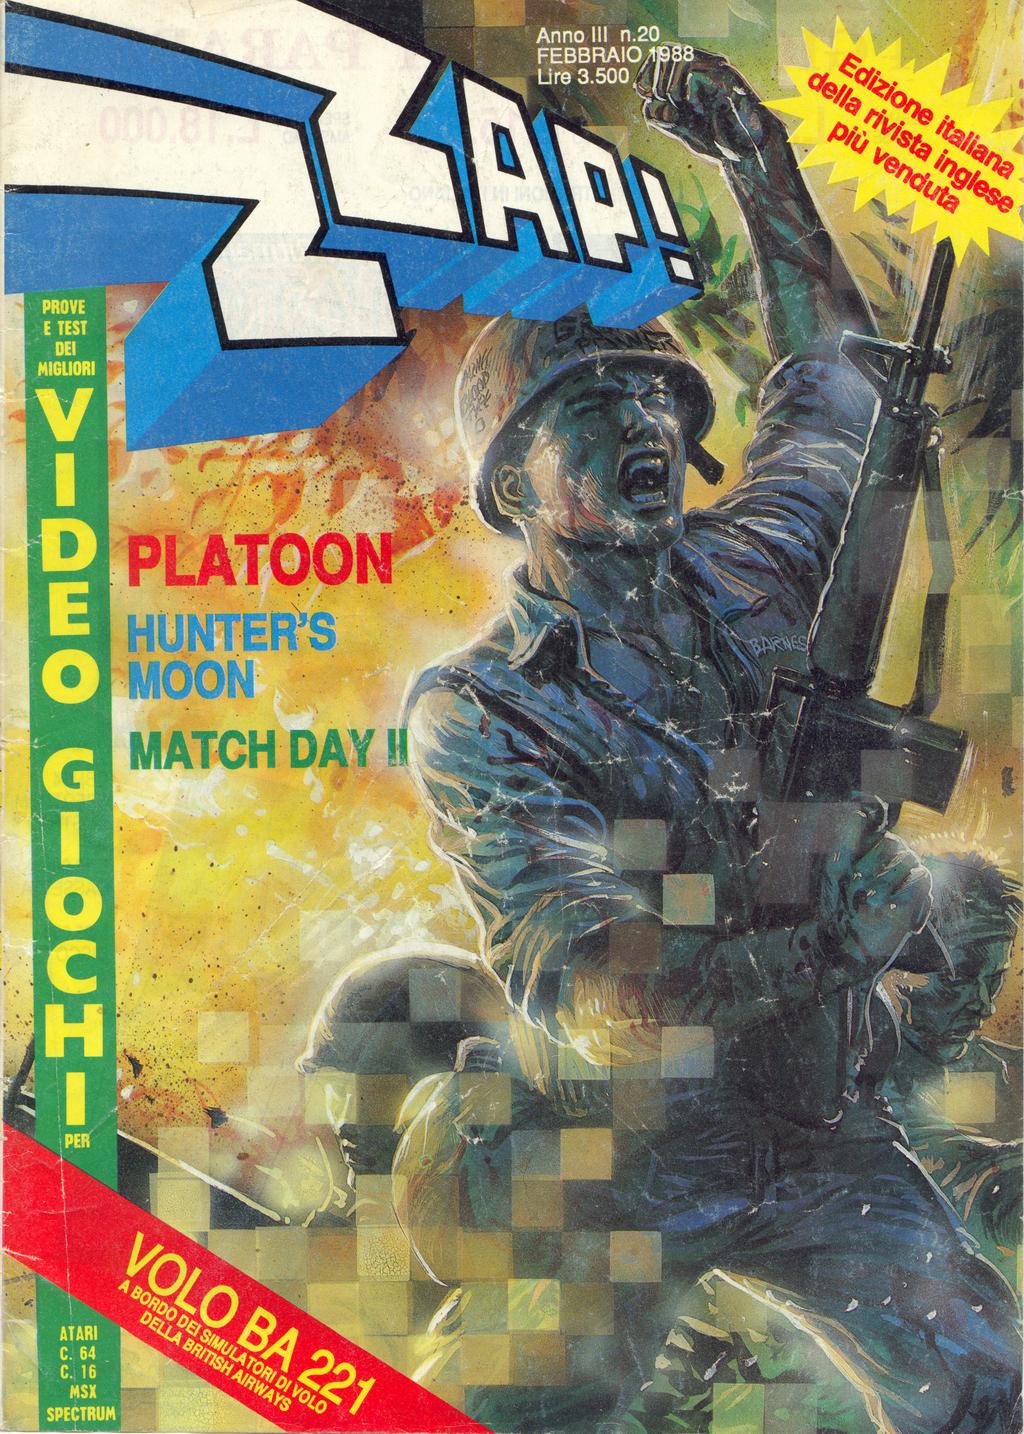 Anno III n.20
FEBBRAIO 1988
Lire 3.500
Edizione italiana
della rivista inglese
più venduta
ZZAP!
PROVE
E TEST
DEI
MIGLIORI
VIDEO GIOCHI
PER
ATARI
C. 64
C. 16
MSX
SPECTRUM
PLATOON
HUNTER'S
MOON
MATCH DAY II
BARNES
VOLO BA 221
A BORDO DEI SIMULATORI DI VOLO
DELLA BRITISH AIRWAYS